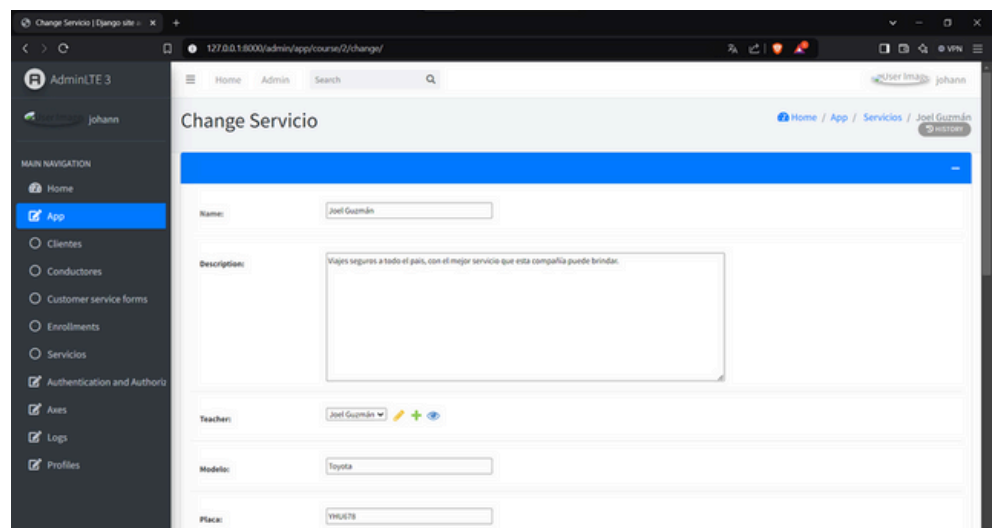 Change Servicio | Django site a
127.0.0.1:8000/admin/app/course/2/change/
VPN
AdminLTE 3
Home Admin Search
User Image johann
johann
Change Servicio
Home / App / Servicios / Joel Guzmán
HISTORY
MAIN NAVIGATION
Home
App
Clientes
Conductores
Customer service forms
Enrollments
Servicios
Authentication and Authoriz
Axes
Logs
Profiles
Name: Joel Guzmán
Description: Viajes seguros a todo el pais, con el mejor servicio que esta compañía puede brindar.
Teacher: Joel Guzmán
Modelo: Toyota
Placa: YHU678